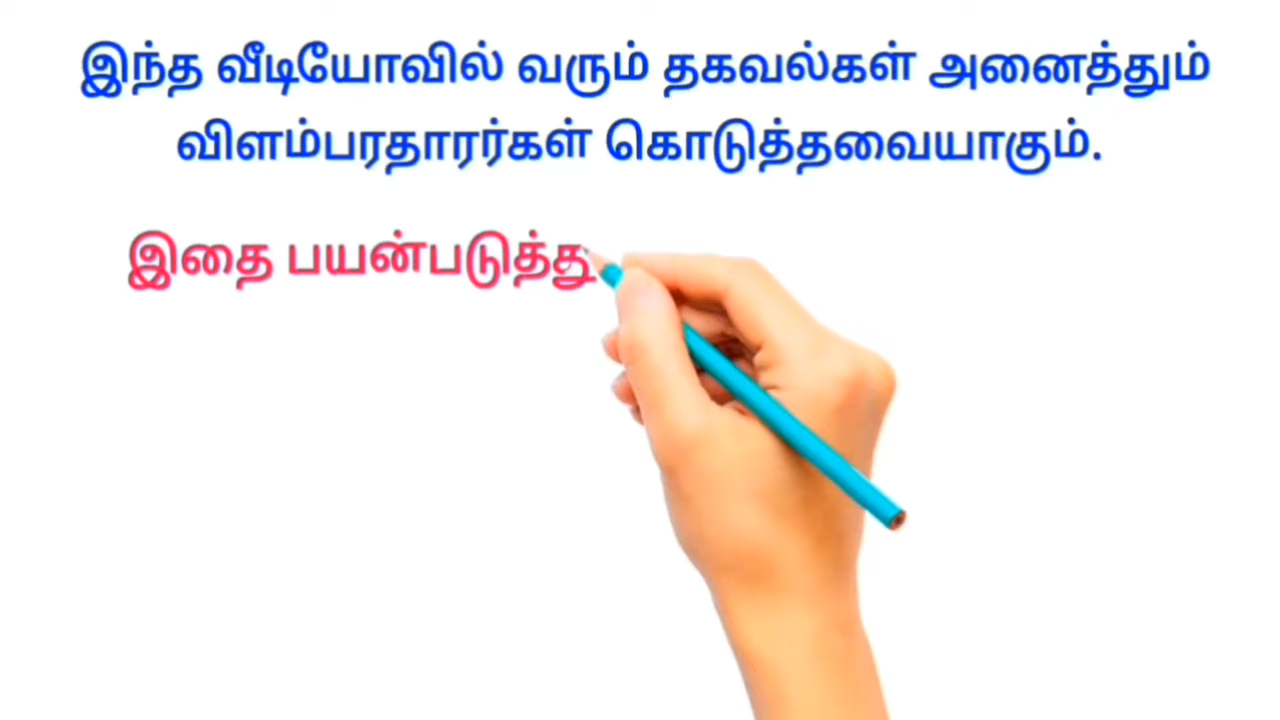 இந்த வீடியோவில் வரும் தகவல்கள் அனைத்தும்
விளம்பரதாரர்கள் கொடுத்தவையாகும்.
இதை பயன்படுத்து